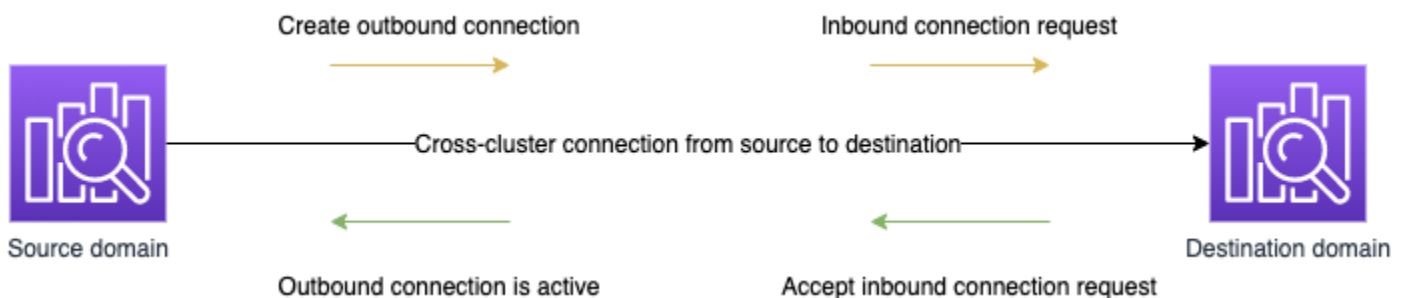 Create outbound connection
Inbound connection request
Cross-cluster connection from source to destination
Source domain
Destination domain
Outbound connection is active
Accept inbound connection request